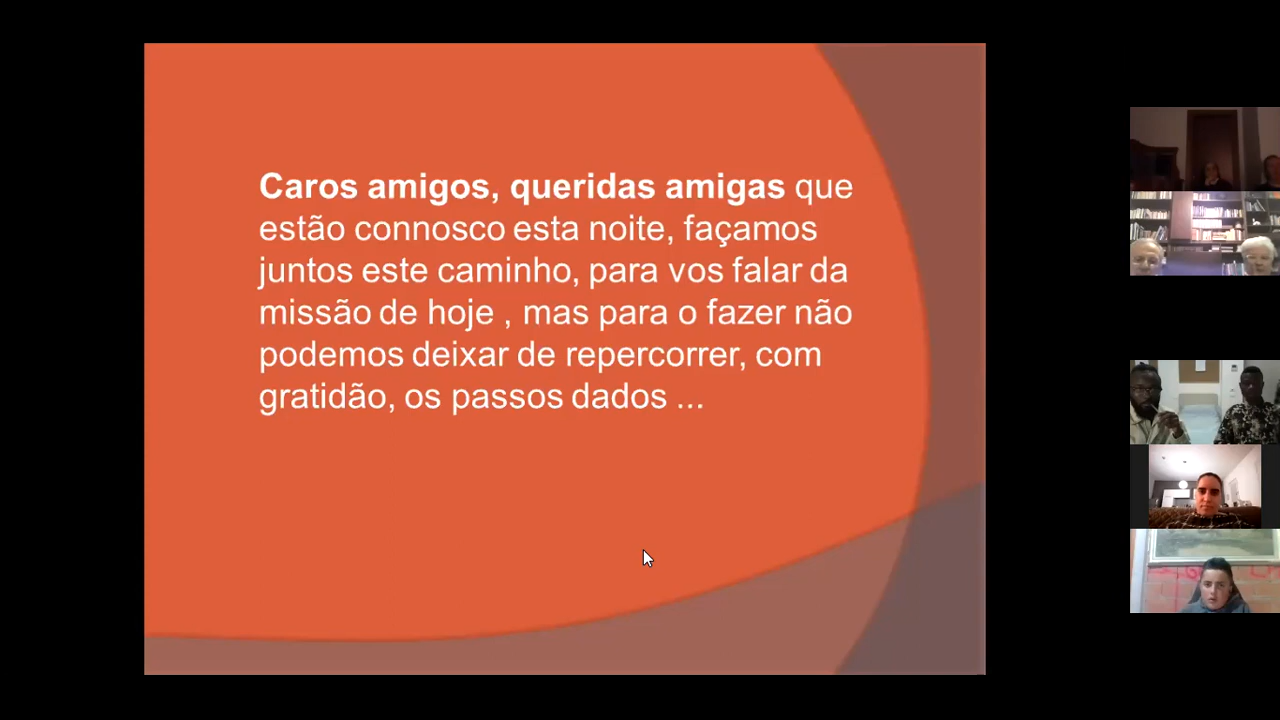 Caros amigos, queridas amigas que
estão connosco esta noite, façamos
juntos este caminho, para vos falar da
missão de hoje , mas para o fazer não
podemos deixar de repercorrer, com
gratidão, os passos dados ...